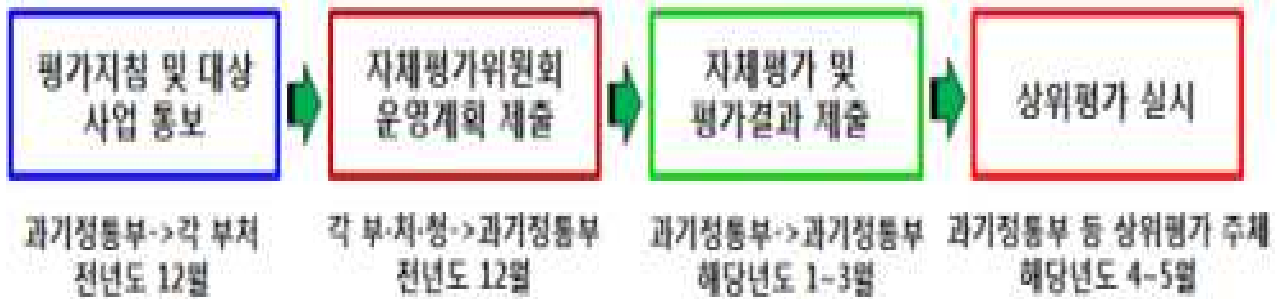 평가지침 및 대상
사업 통보
자체평가위원회
운영계획 제출
자체평가 및
평가결과 제출
상위평가 실시
과기정통부->각 부처
전년도 12월
각 부·처·청->과기정통부
전년도 12월
과기정통부->과기정통부
해당년도 1~3월
과기정통부 등 상위평가 주체
해당년도 4~5월